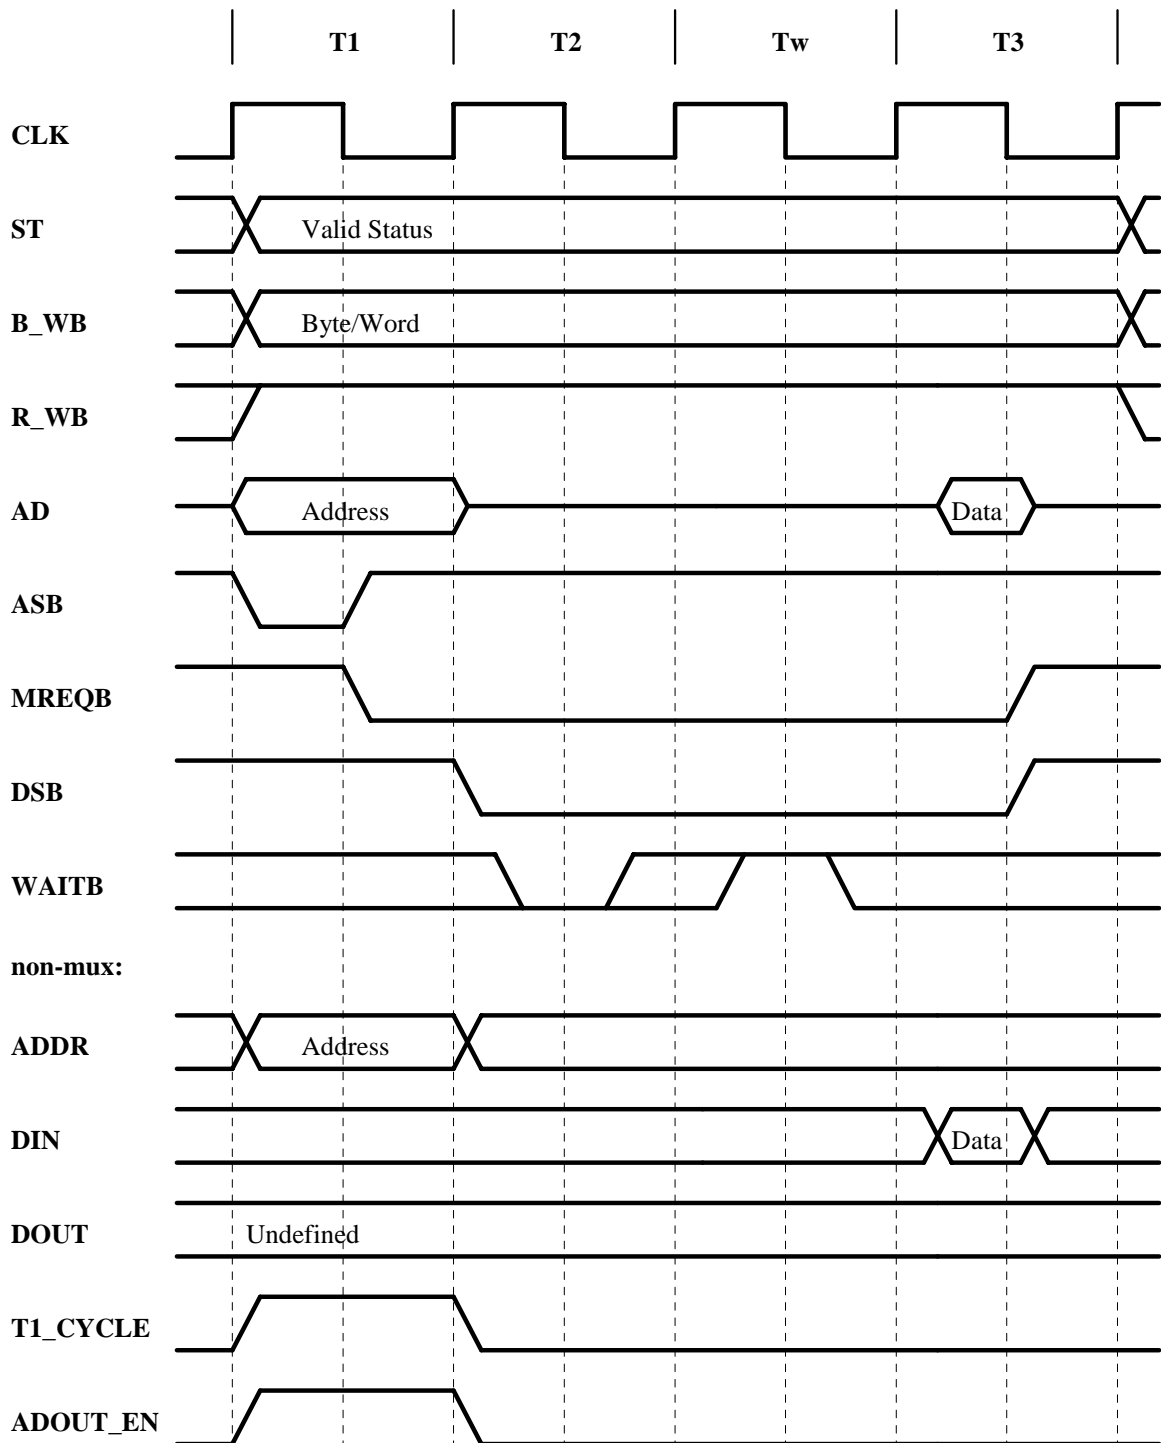 T1 T2 Tw T3
CLK
ST Valid Status
B_WB Byte/Word
R_WB
AD Address Data
ASB
MREQB
DSB
WAITB
non-mux:
ADDR Address
DIN Data
DOUT Undefined
T1_CYCLE
ADOUT_EN